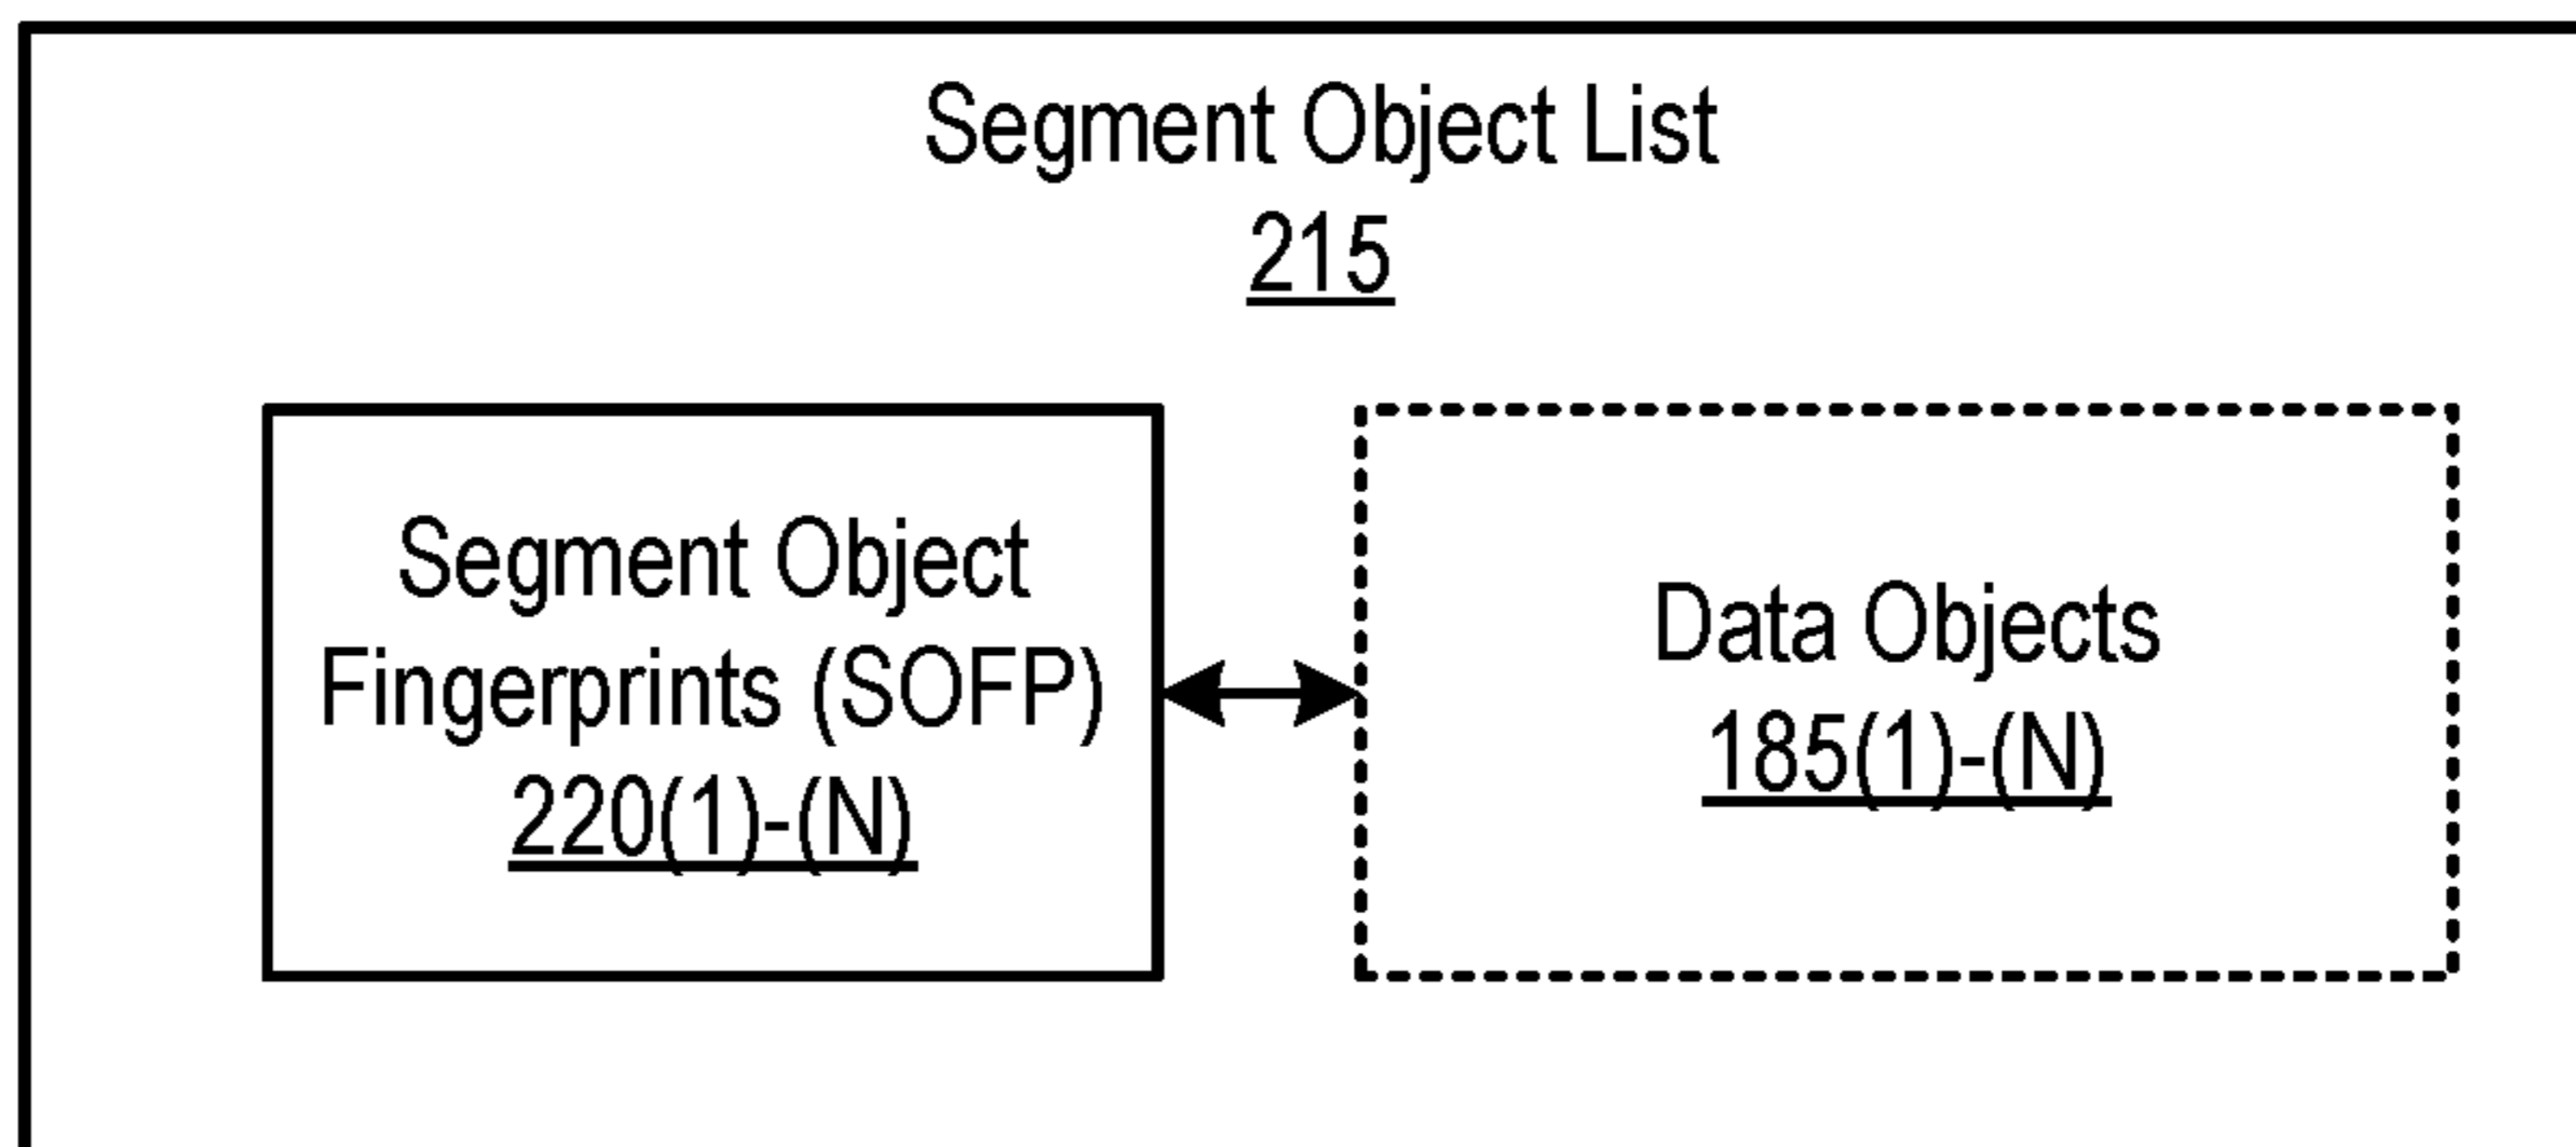 Segment Object List
215
Segment Object
Fingerprints (SOFP)
220(1)-(N)
Data Objects
185(1)-(N)